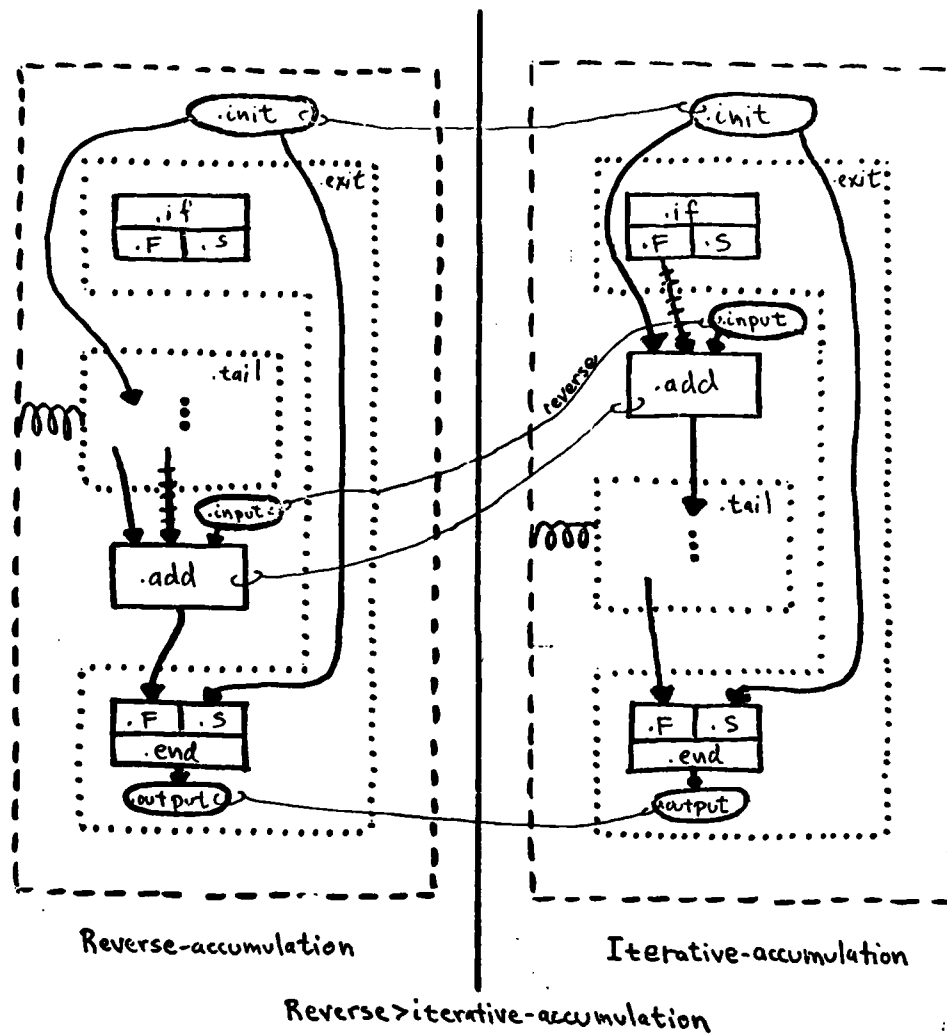 .init
.exit
.if
.F .S
.tail
.input
.add
.F .S
.end
.output
Reverse-accumulation
.init
.exit
.if
.F .S
.input
reverse
.add
.tail
.F .S
.end
.output
Iterative-accumulation
Reverse>iterative-accumulation